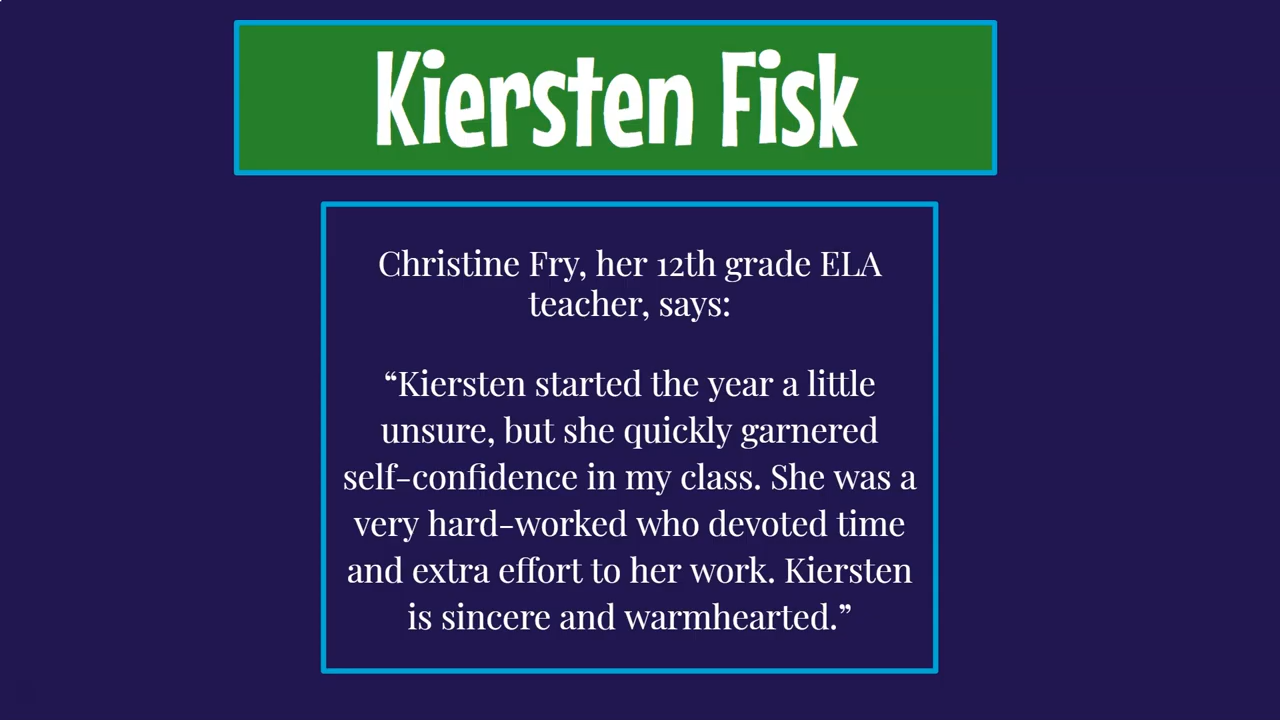 Kiersten Fisk
Christine Fry, her 12th grade ELA
teacher, says:
“Kiersten started the year a little
unsure, but she quickly garnered
self-confidence in my class. She was a
very hard-worked who devoted time
and extra effort to her work. Kiersten
is sincere and warmhearted.”